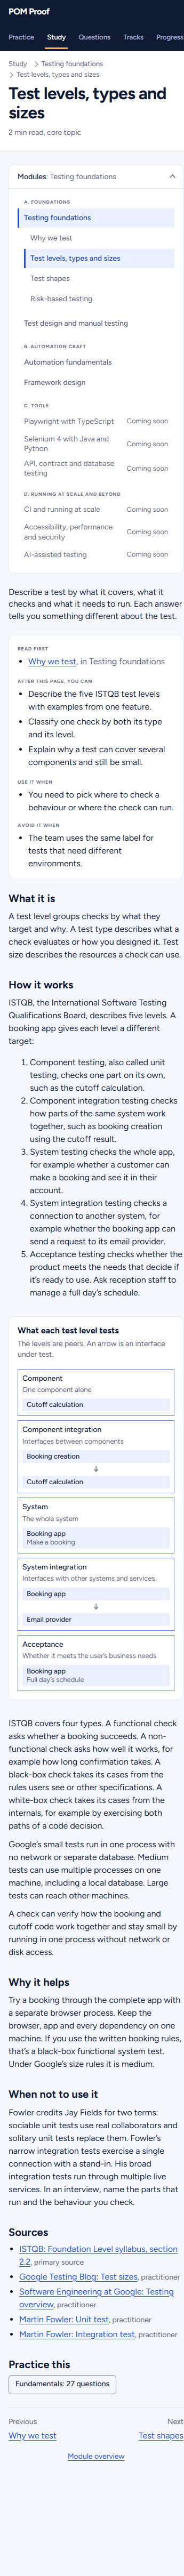 POM Proof
Practice Study Questions Tracks Progress
Study > Testing foundations
> Test levels, types and sizes
Test levels, types and
sizes
2 min read, core topic
Modules: Testing foundations
A. FOUNDATIONS
Testing foundations
Why we test
Test levels, types and sizes
Test shapes
Risk-based testing
Test design and manual testing
B. AUTOMATION CRAFT
Automation fundamentals
Framework design
C. TOOLS
Playwright with TypeScript Coming soon
Selenium 4 with Java and
Python Coming soon
API, contract and database
testing Coming soon
D. RUNNING AT SCALE AND BEYOND
CI and running at scale Coming soon
Accessibility, performance
and security Coming soon
AI-assisted testing Coming soon
Describe a test by what it covers, what it
checks and what it needs to run. Each answer
tells you something different about the test.
READ FIRST
• Why we test, in Testing foundations
AFTER THIS PAGE, YOU CAN
• Describe the five ISTQB test levels
with examples from one feature.
• Classify one check by both its type
and its level.
• Explain why a test can cover several
components and still be small.
USE IT WHEN
• You need to pick where to check a
behaviour or where the check can run.
AVOID IT WHEN
• The team uses the same label for
tests that need different
environments.
What it is
A test level groups checks by what they
target and why. A test type describes what a
check evaluates or how you designed it. Test
size describes the resources a check can use.
How it works
ISTQB, the International Software Testing
Qualifications Board, describes five levels. A
booking app gives each level a different
target:
1. Component testing, also called unit
testing, checks one part on its own,
such as the cutoff calculation.
2. Component integration testing checks
how parts of the same system work
together, such as booking creation
using the cutoff result.
3. System testing checks the whole app,
for example whether a customer can
make a booking and see it in their
account.
4. System integration testing checks a
connection to another system, for
example whether the booking app can
send a request to its email provider.
5. Acceptance testing checks whether the
product meets the needs that decide if
it's ready to use. Ask reception staff to
manage a full day's schedule.
What each test level tests
The levels are peers. An arrow is an interface
under test.
Component
One component alone
Cutoff calculation
Component integration
Interfaces between components
Booking creation
↓
Cutoff calculation
System
The whole system
Booking app
Make a booking
System integration
Interfaces with other systems and services
Booking app
↓
Email provider
Acceptance
Whether it meets the user's business needs
Booking app
Full day's schedule
ISTQB covers four types. A functional check
asks whether a booking succeeds. A non-
functional check asks how well it works, for
example how long confirmation takes. A
black-box check takes its cases from the
rules users see or other specifications. A
white-box check takes its cases from the
internals, for example by exercising both
paths of a code decision.
Google's small tests run in one process with
no network or separate database. Medium
tests can use multiple processes on one
machine, including a local database. Large
tests can reach other machines.
A check can verify how the booking and
cutoff code work together and stay small by
running in one process without network or
disk access.
Why it helps
Try a booking through the complete app with
a separate browser process. Keep the
browser, app and every dependency on one
machine. If you use the written booking rules,
that's a black-box functional system test.
Under Google's size rules it is medium.
When not to use it
Fowler credits Jay Fields for two terms:
sociable unit tests use real collaborators and
solitary unit tests replace them. Fowler's
narrow integration tests exercise a single
connection with a stand-in. His broad
integration tests run through multiple live
services. In an interview, name the parts that
run and the behaviour you check.
Sources
• ISTQB: Foundation Level syllabus, section
2.2, primary source
• Google Testing Blog: Test sizes, practitioner
• Software Engineering at Google: Testing
overview, practitioner
• Martin Fowler: Unit test, practitioner
• Martin Fowler: Integration test, practitioner
Practice this
Fundamentals: 27 questions
Previous Next
Why we test Test shapes
Module overview